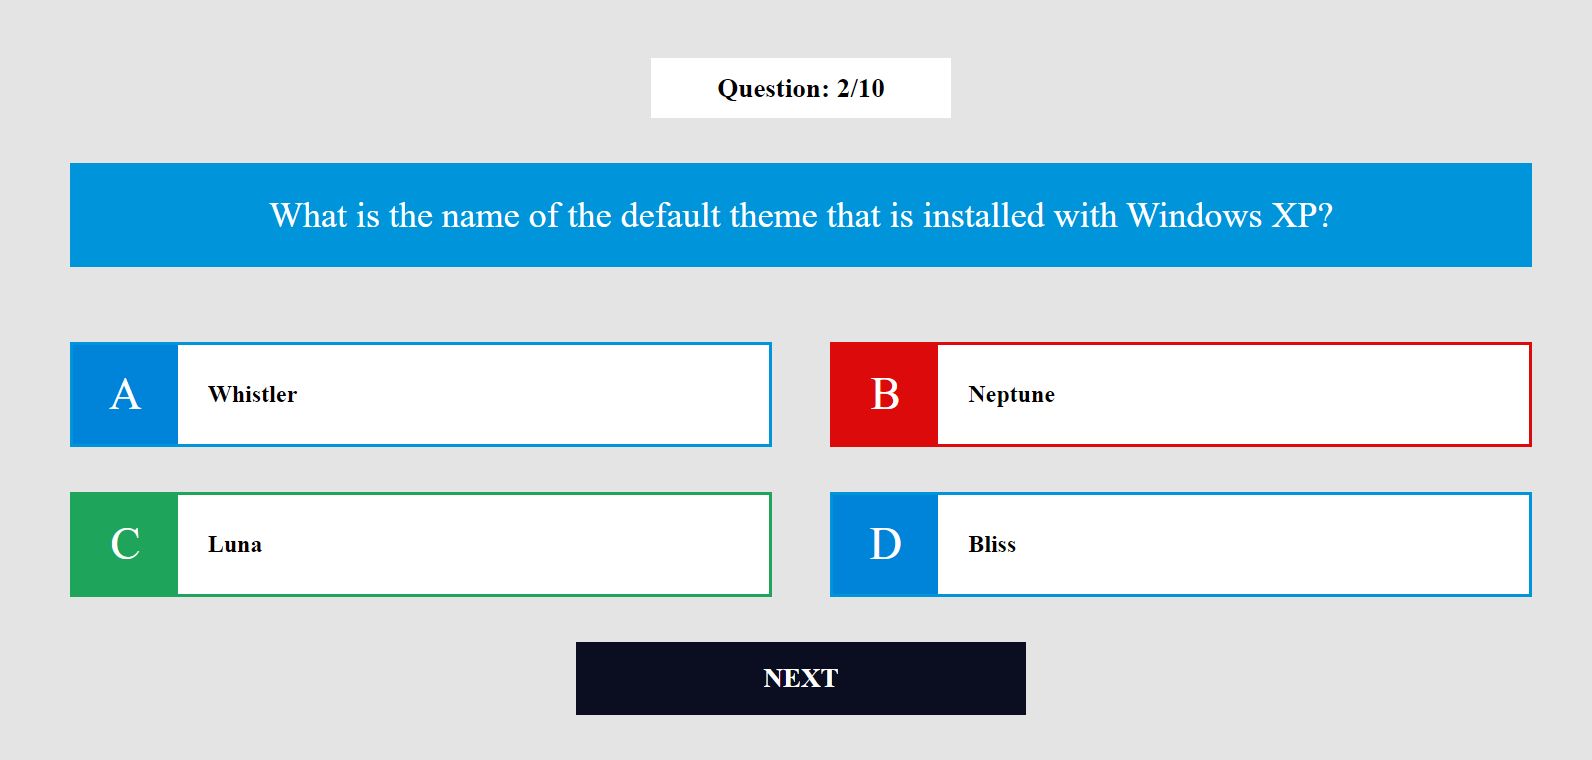 Question: 2/10
What is the name of the default theme that is installed with Windows XP?
A
Whistler
B
Neptune
C
Luna
D
Bliss
NEXT